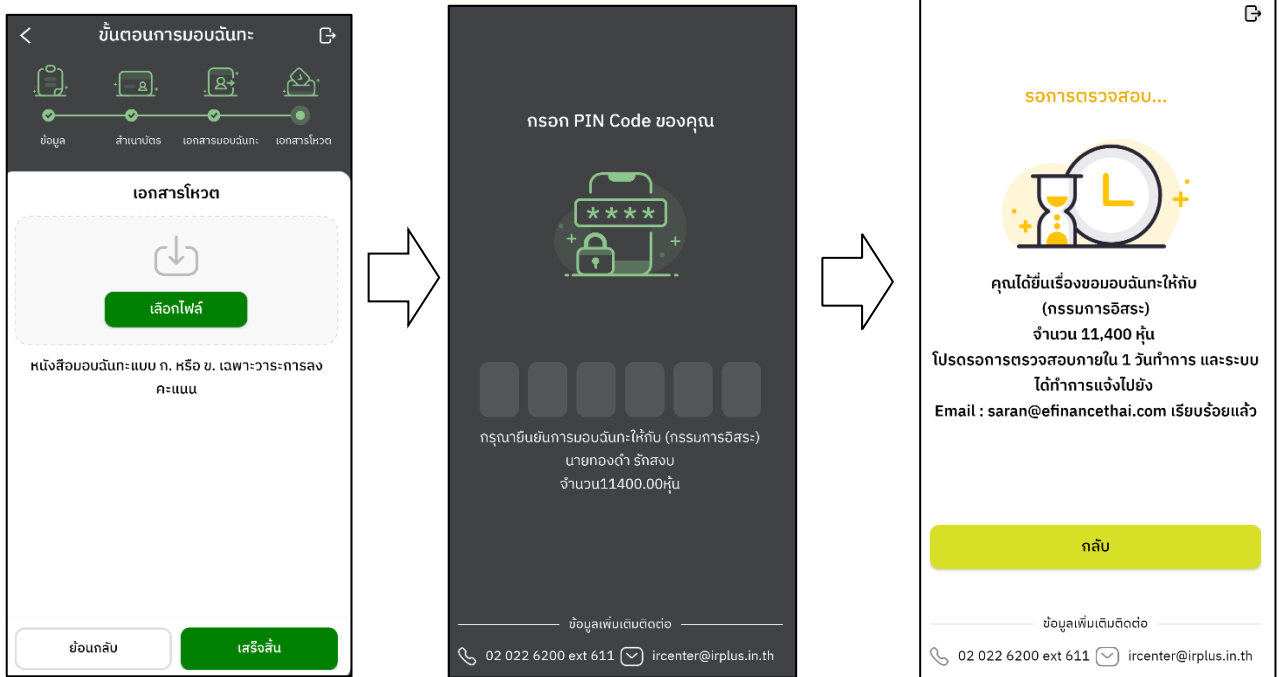 ขั้นตอนการมอบฉันทะ
ข้อมูล
สำเนาบัตร
เอกสารมอบฉันทะ
เอกสารโหวต
เอกสารโหวต
เลือกไฟล์
หนังสือมอบฉันทะแบบ ก. หรือ ข. เฉพาะวาระการลง
คะแนน
ย้อนกลับ
เสร็จสิ้น
กรอก PIN Code ของคุณ
****
กรุณายืนยันการมอบฉันทะให้กับ (กรรมการอิสระ)
นายทองดำ รักสงบ
จำนวน11400.00หุ้น
ข้อมูลเพิ่มเติมติดต่อ
02 022 6200 ext 611 ircenter@irplus.in.th
รอการตรวจสอบ...
คุณได้ยื่นเรื่องขอมอบฉันทะให้กับ
(กรรมการอิสระ)
จำนวน 11,400 หุ้น
โปรดรอการตรวจสอบภายใน 1 วันทำการ และระบบ
ได้ทำการแจ้งไปยัง
Email : saran@efinancethai.com เรียบร้อยแล้ว
กลับ
ข้อมูลเพิ่มเติมติดต่อ
02 022 6200 ext 611 ircenter@irplus.in.th